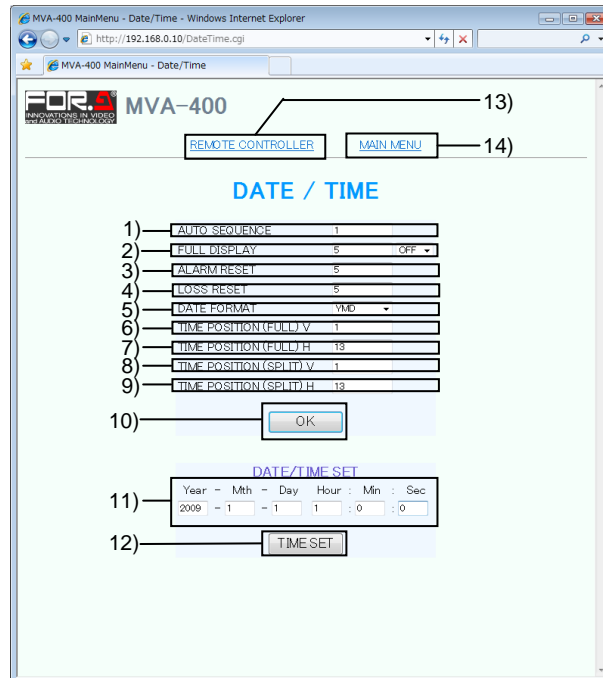 MVA-400 MainMenu - Date/Time - Windows Internet Explorer
http://192.168.0.10/DateTime.cgi
MVA-400 MainMenu - Date/Time
FOR.A
INNOVATIONS IN VIDEO
and AUDIO TECHNOLOGY
MVA-400
13)
REMOTE CONTROLLER MAIN MENU 14)
DATE / TIME
1) AUTO SEQUENCE 1
2) FULL DISPLAY 5 OFF
3) ALARM RESET 5
4) LOSS RESET 5
5) DATE FORMAT YMD
6) TIME POSITION (FULL) V 1
7) TIME POSITION (FULL) H 13
8) TIME POSITION (SPLIT) V 1
9) TIME POSITION (SPLIT) H 13
10) OK
DATE/TIME SET
Year - Mth - Day Hour : Min : Sec
11) 2009 - 1 - 1 1 : 0 : 0
12) TIME SET